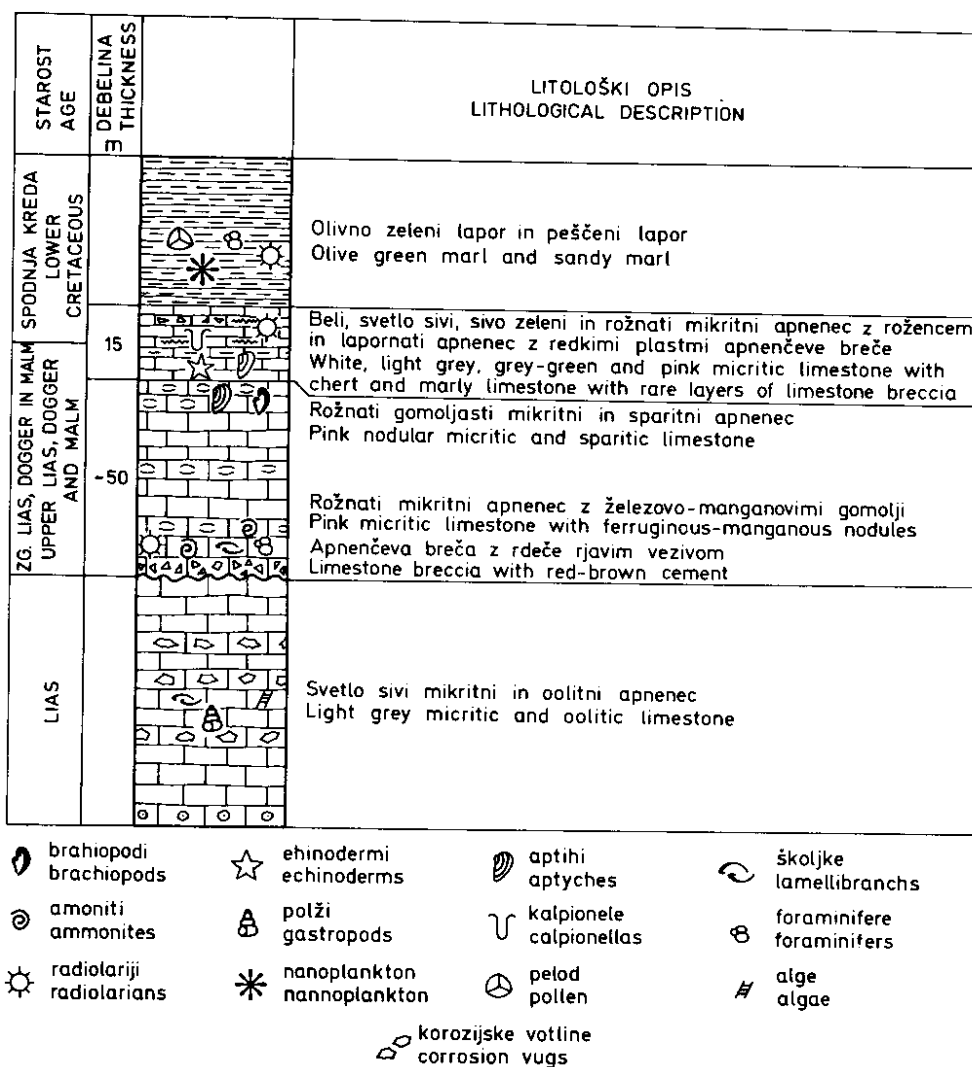 STAROST
AGE
m DEBELINA
THICKNESS
LITOLOŠKI OPIS
LITHOLOGICAL DESCRIPTION
SPODNJA KREDA
LOWER
CRETACEOUS
Olivno zeleni lapor in peščeni lapor
Olive green marl and sandy marl
15
Beli, svetlo sivi, sivo zeleni in rožnati mikritni apnenec z rožencem
in lapornati apnenec z redkimi plastmi apnenčeve breče
White, light grey, grey-green and pink micritic limestone with
chert and marly limestone with rare layers of limestone breccia
ZG. LIAS, DOGGER IN MALM
UPPER LIAS, DOGGER
AND MALM
~50
Rožnati gomoljasti mikritni in sparitni apnenec
Pink nodular micritic and sparitic limestone
Rožnati mikritni apnenec z železovo-manganovimi gomolji
Pink micritic limestone with ferruginous-manganous nodules
Apnenčeva breča z rdeče rjavim vezivom
Limestone breccia with red-brown cement
LIAS
Svetlo sivi mikritni in oolitni apnenec
Light grey micritic and oolitic limestone
brahiopodi
brachiopods
ehinodermi
echinoderms
aptihi
aptyches
školjke
lamellibranchs
amoniti
ammonites
polži
gastropods
kalpionele
calpionellas
foraminifere
foraminifers
radiolariji
radiolarians
nanoplankton
nannoplankton
pelod
pollen
alge
algae
korozijske votline
corrosion vugs